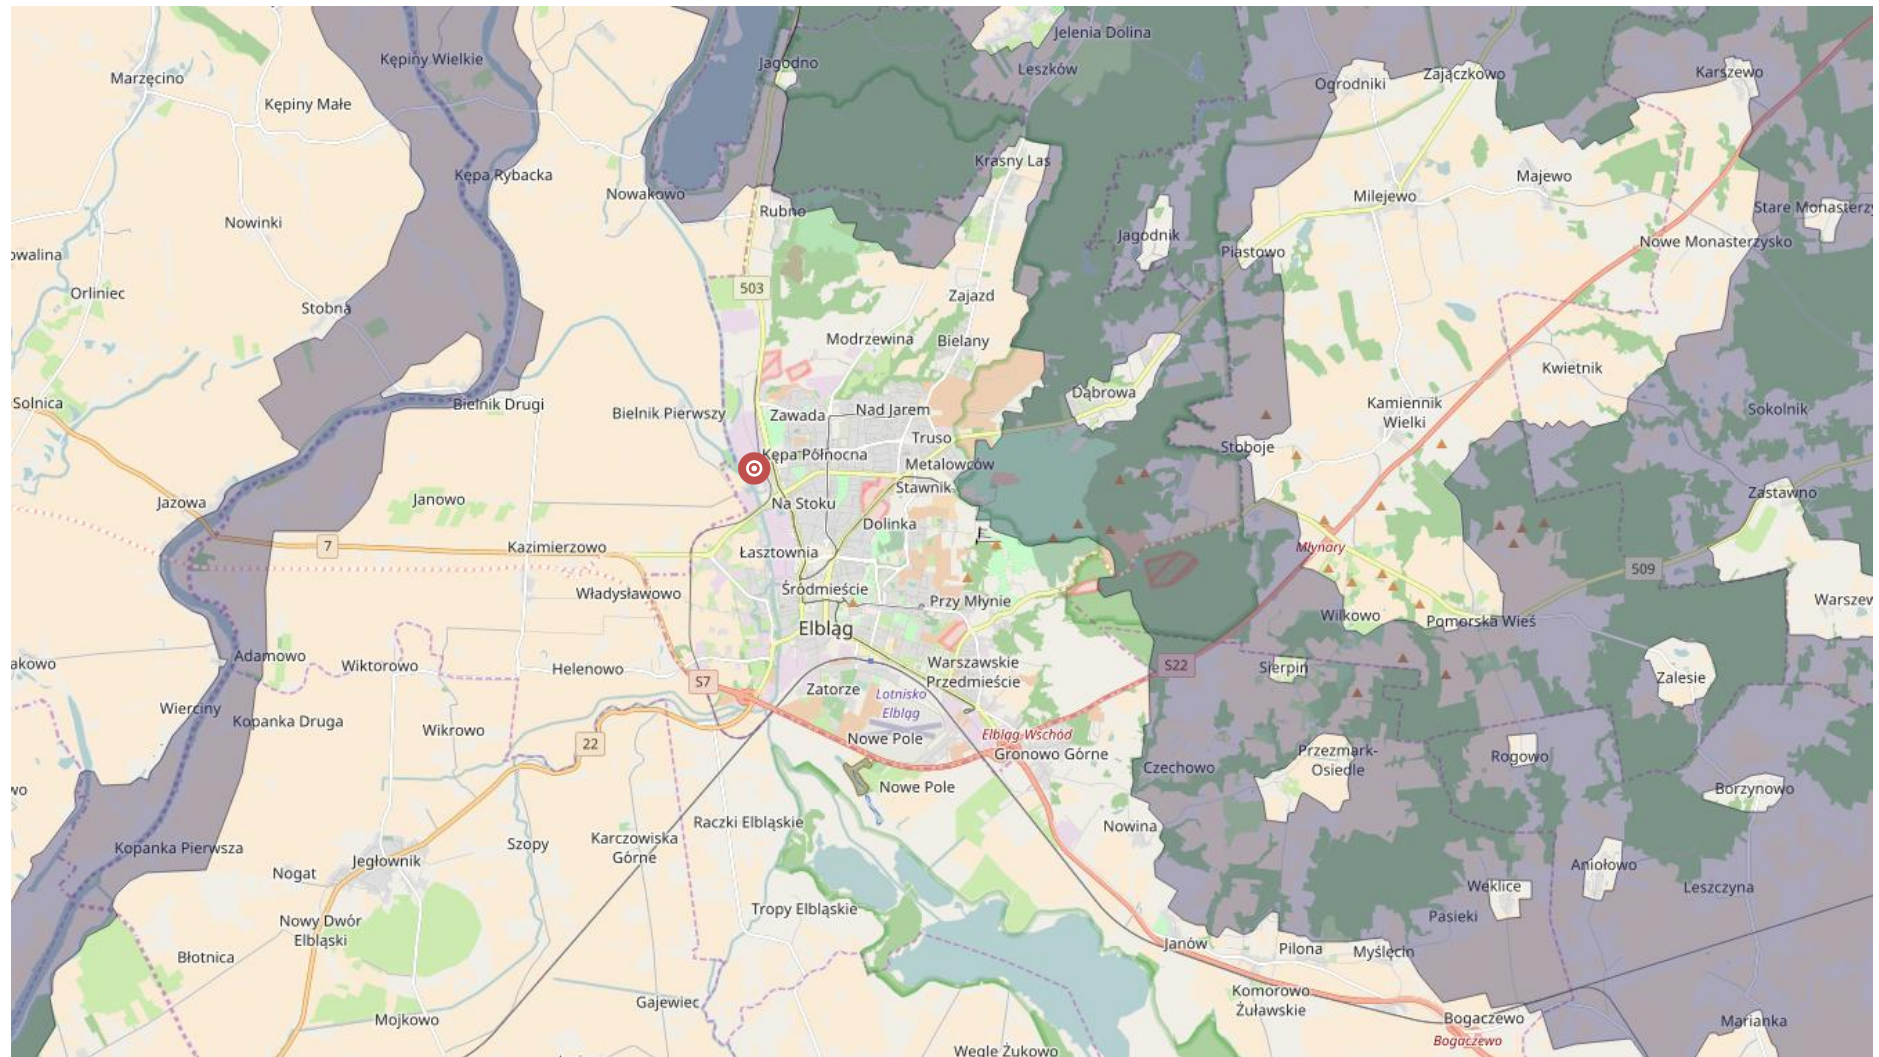 Jelenia Dolina
Kępiny Wielkie
Jagodno
Leszków
Marzęcino
Ogrodniki
Zajączkowo
Karszewo
Kępiny Małe
Krasny Las
Kępa Rybacka
Majewo
Nowakowo
Milejewo
Rubno
Stare Monasterzy
Nowinki
Jagodnik
Nowe Monasterzysko
owalina
Piastowo
Orliniec
503
Zajazd
Stobna
Modrzewina
Bielany
Kwietnik
Dąbrowa
Solnica
Bielnik Drugi
Bielnik Pierwszy
Zawada
Nad Jarem
Kamiennik
Wielki
Sokolnik
Truso
Stoboje
Kępa Północna
Metalowców
Stawnik
Zastawno
Jazowa
Janowo
Na Stoku
Dolinka
7
Kazimierzowo
Łasztownia
Młynary
509
Śródmieście
Władysławowo
Przy Młynie
Warszew
Elbląg
Wilkowo
Pomorska Wieś
Adamowo
Wiktorowo
Helenowo
akowo
Warszawskie
Przedmieście
S22
Sierpin
S7
Zatorze
Lotnisko
Elbląg
Zalesie
Wierciny
Kopanka Druga
Wikrowo
22
Nowe Pole
Elbląg-Wschód
Gronowo Górne
Przezmark-
Osiedle
Rogowo
Czechowo
Nowe Pole
wo
Borzynowo
Raczki Elbląskie
Nowina
Karczowiska
Górne
Szopy
Kopanka Pierwsza
Jegłownik
Aniołowo
Nogat
Weklice
Leszczyna
Tropy Elbląskie
Pasieki
Nowy Dwór
Elbląski
Janów
Pilona
Myślęcin
Błotnica
Komorowo
Żuławskie
Gajewiec
Mojkowo
Bogaczewo
Marianka
Bogaczewo
Węgle Żukowo